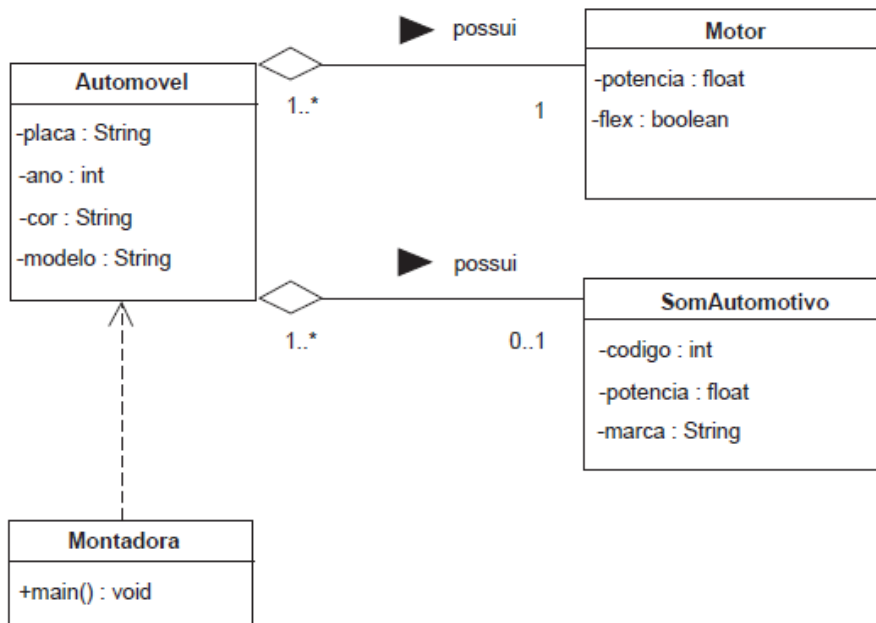 possui
Motor
-potencia : float
-flex : boolean
Automovel
1..*
1
-placa : String
-ano : int
-cor : String
-modelo : String
possui
SomAutomotivo
1..*
0..1
-codigo : int
-potencia : float
-marca : String
Montadora
+main() : void